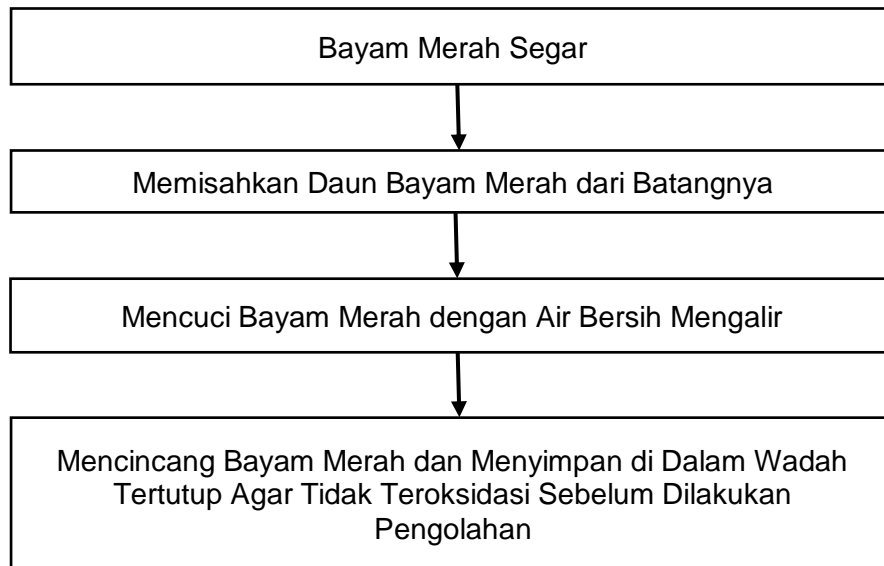 Bayam Merah Segar
Memisahkan Daun Bayam Merah dari Batangnya
Mencuci Bayam Merah dengan Air Bersih Mengalir
Mencincang Bayam Merah dan Menyimpan di Dalam Wadah
Tertutup Agar Tidak Teroksidasi Sebelum Dilakukan
Pengolahan